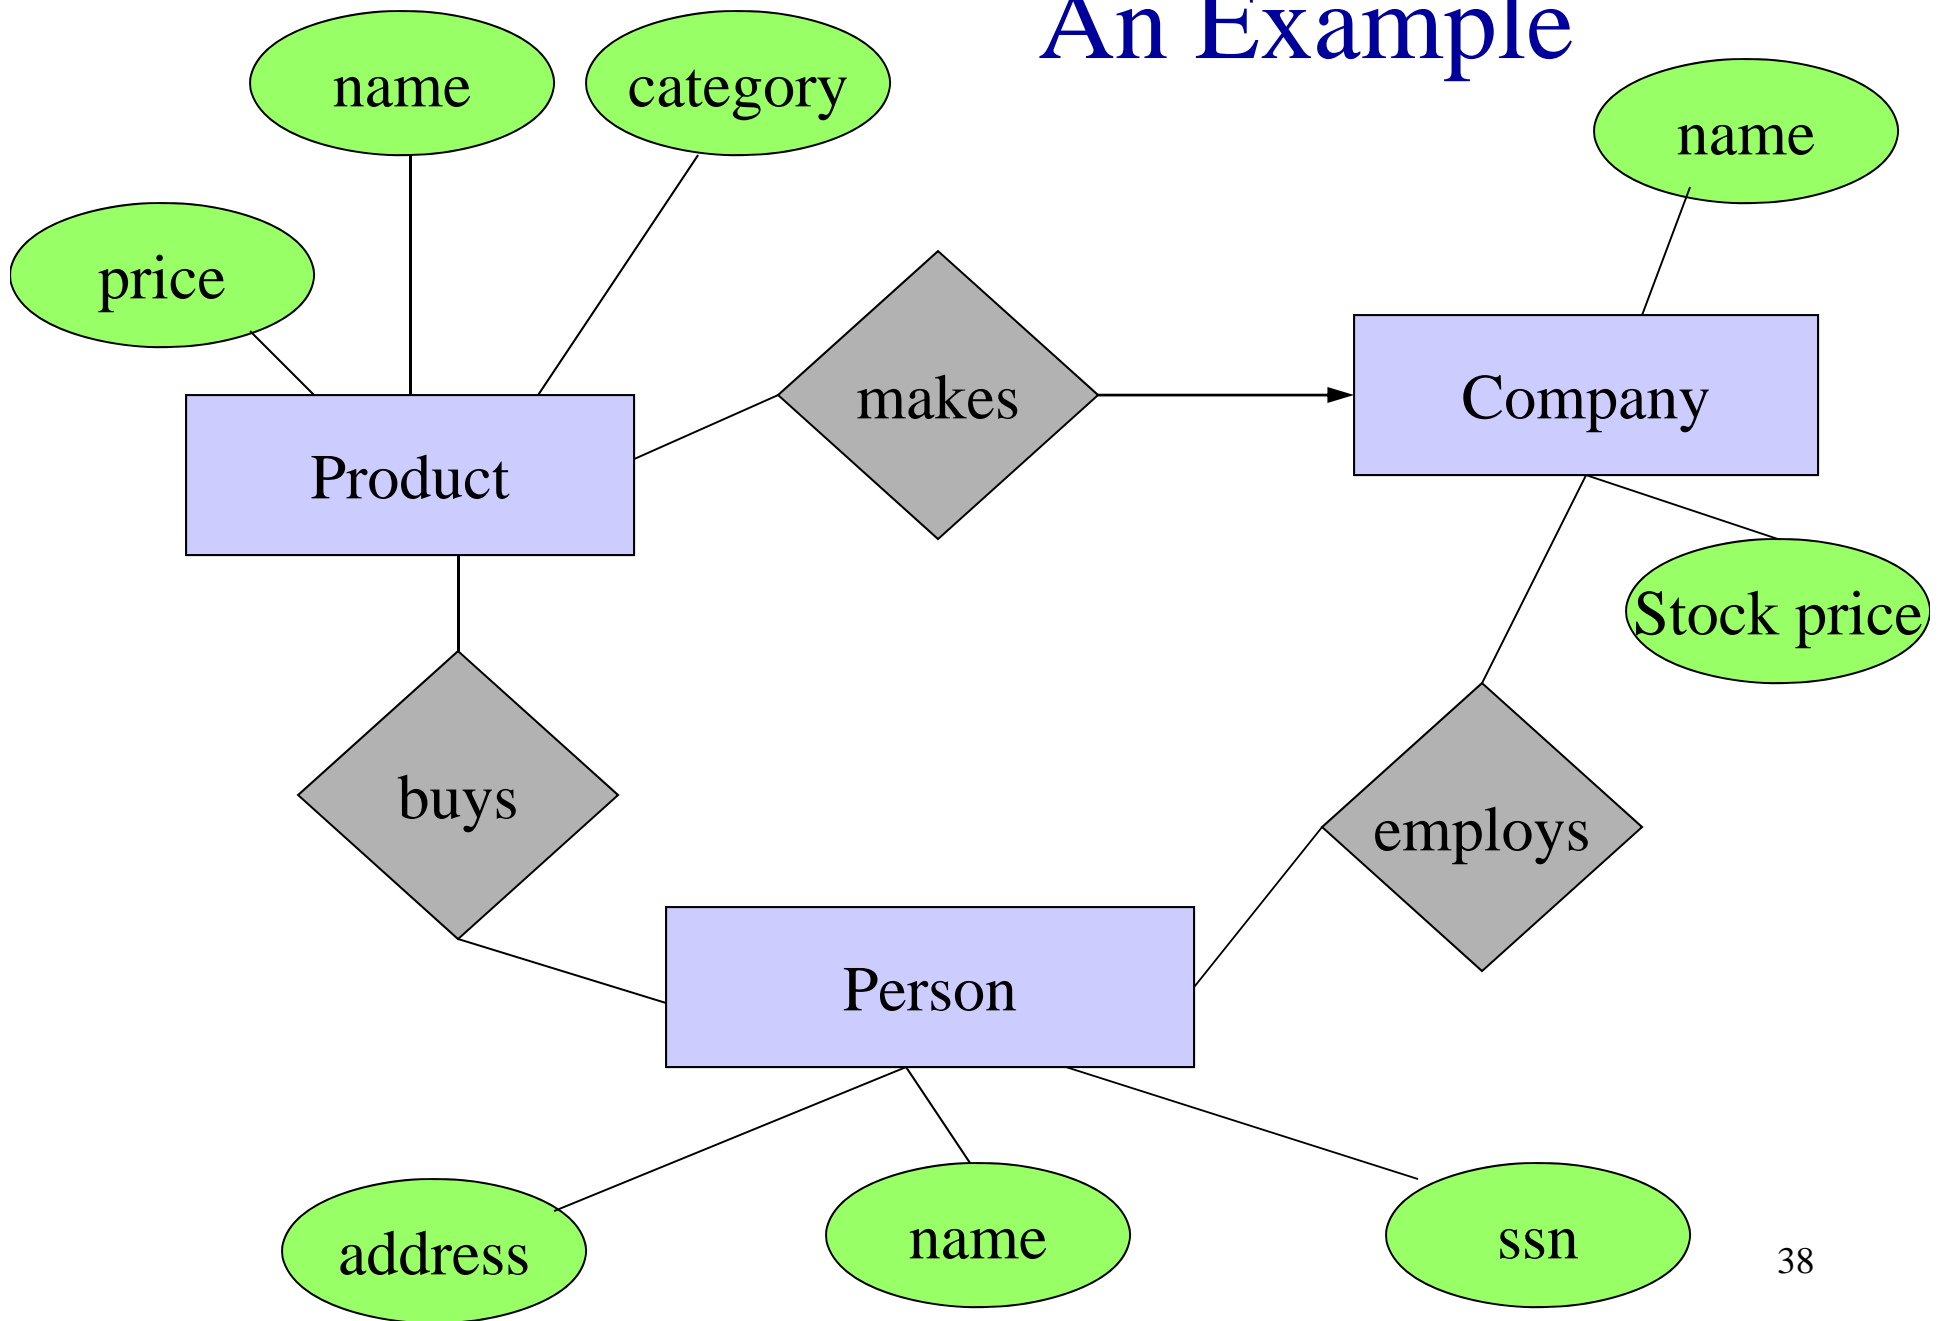 An Example
name
category
name
price
makes
Company
Product
Stock price
buys
employs
Person
address
name
ssn
38